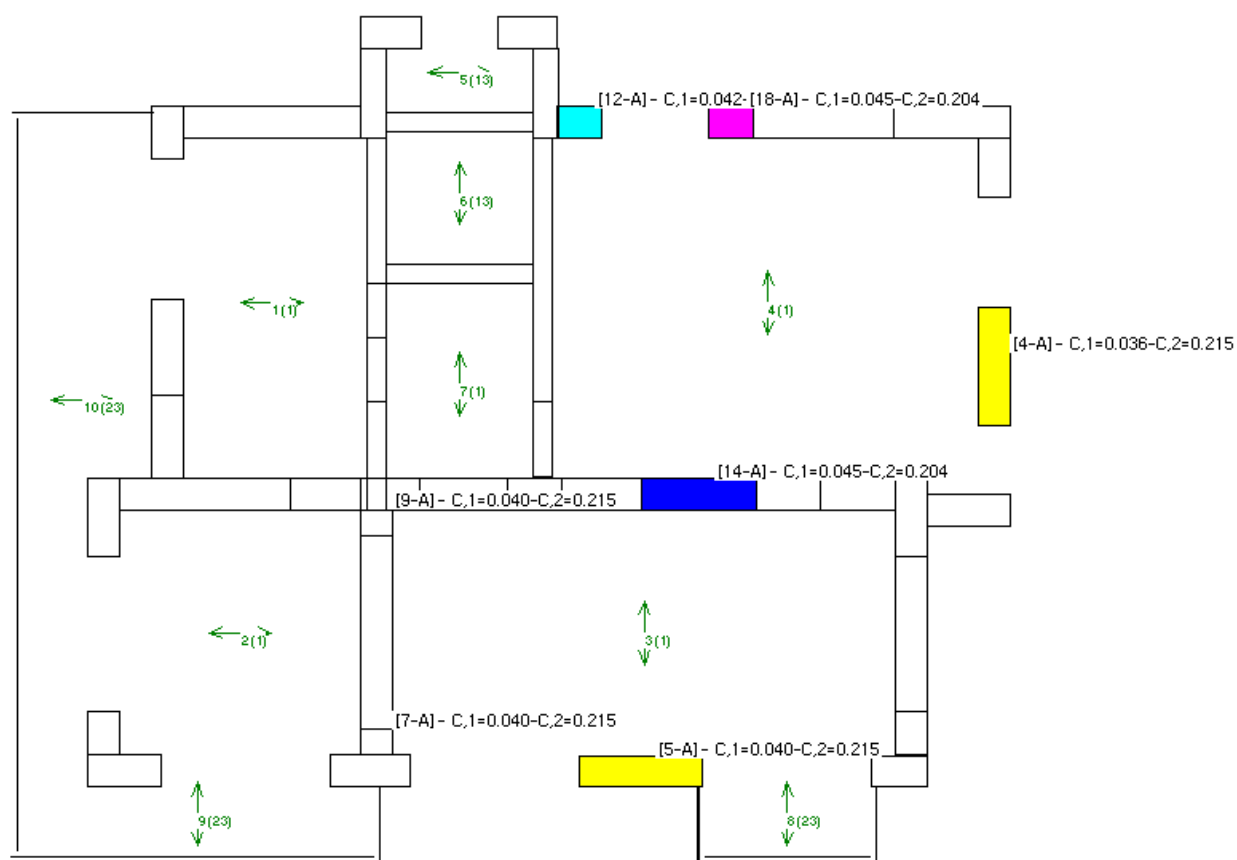 5(13)
[12-A] - C,1=0.042-[18-A] - C,1=0.045-C,2=0.204
6(13)
1(1)
4(1)
[4-A] - C,1=0.036-C,2=0.215
7(1)
10(23)
[14-A] - C,1=0.045-C,2=0.204
[9-A] - C,1=0.040-C,2=0.215
2(1)
3(1)
[7-A] - C,1=0.040-C,2=0.215
[5-A] - C,1=0.040-C,2=0.215
9(23)
8(23)